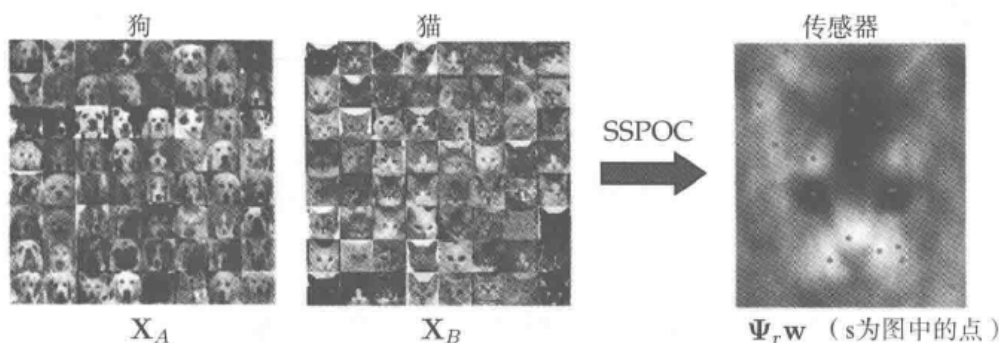 狗
猫
传感器
SSPOC
X_A
X_B
Ψ_r w （s为图中的点）